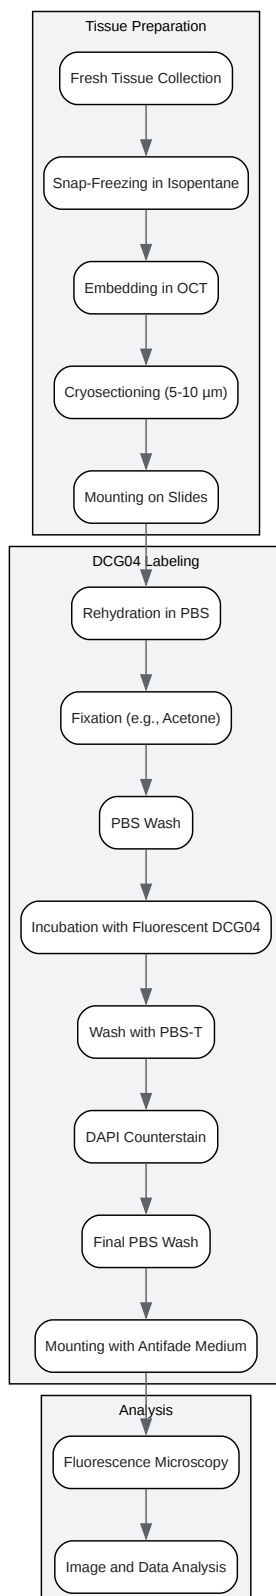 Tissue Preparation
Fresh Tissue Collection
Snap-Freezing in Isopentane
Embedding in OCT
Cryosectioning (5-10 µm)
Mounting on Slides
DCG04 Labeling
Rehydration in PBS
Fixation (e.g., Acetone)
PBS Wash
Incubation with Fluorescent DCG04
Wash with PBS-T
DAPI Counterstain
Final PBS Wash
Mounting with Antifade Medium
Analysis
Fluorescence Microscopy
Image and Data Analysis